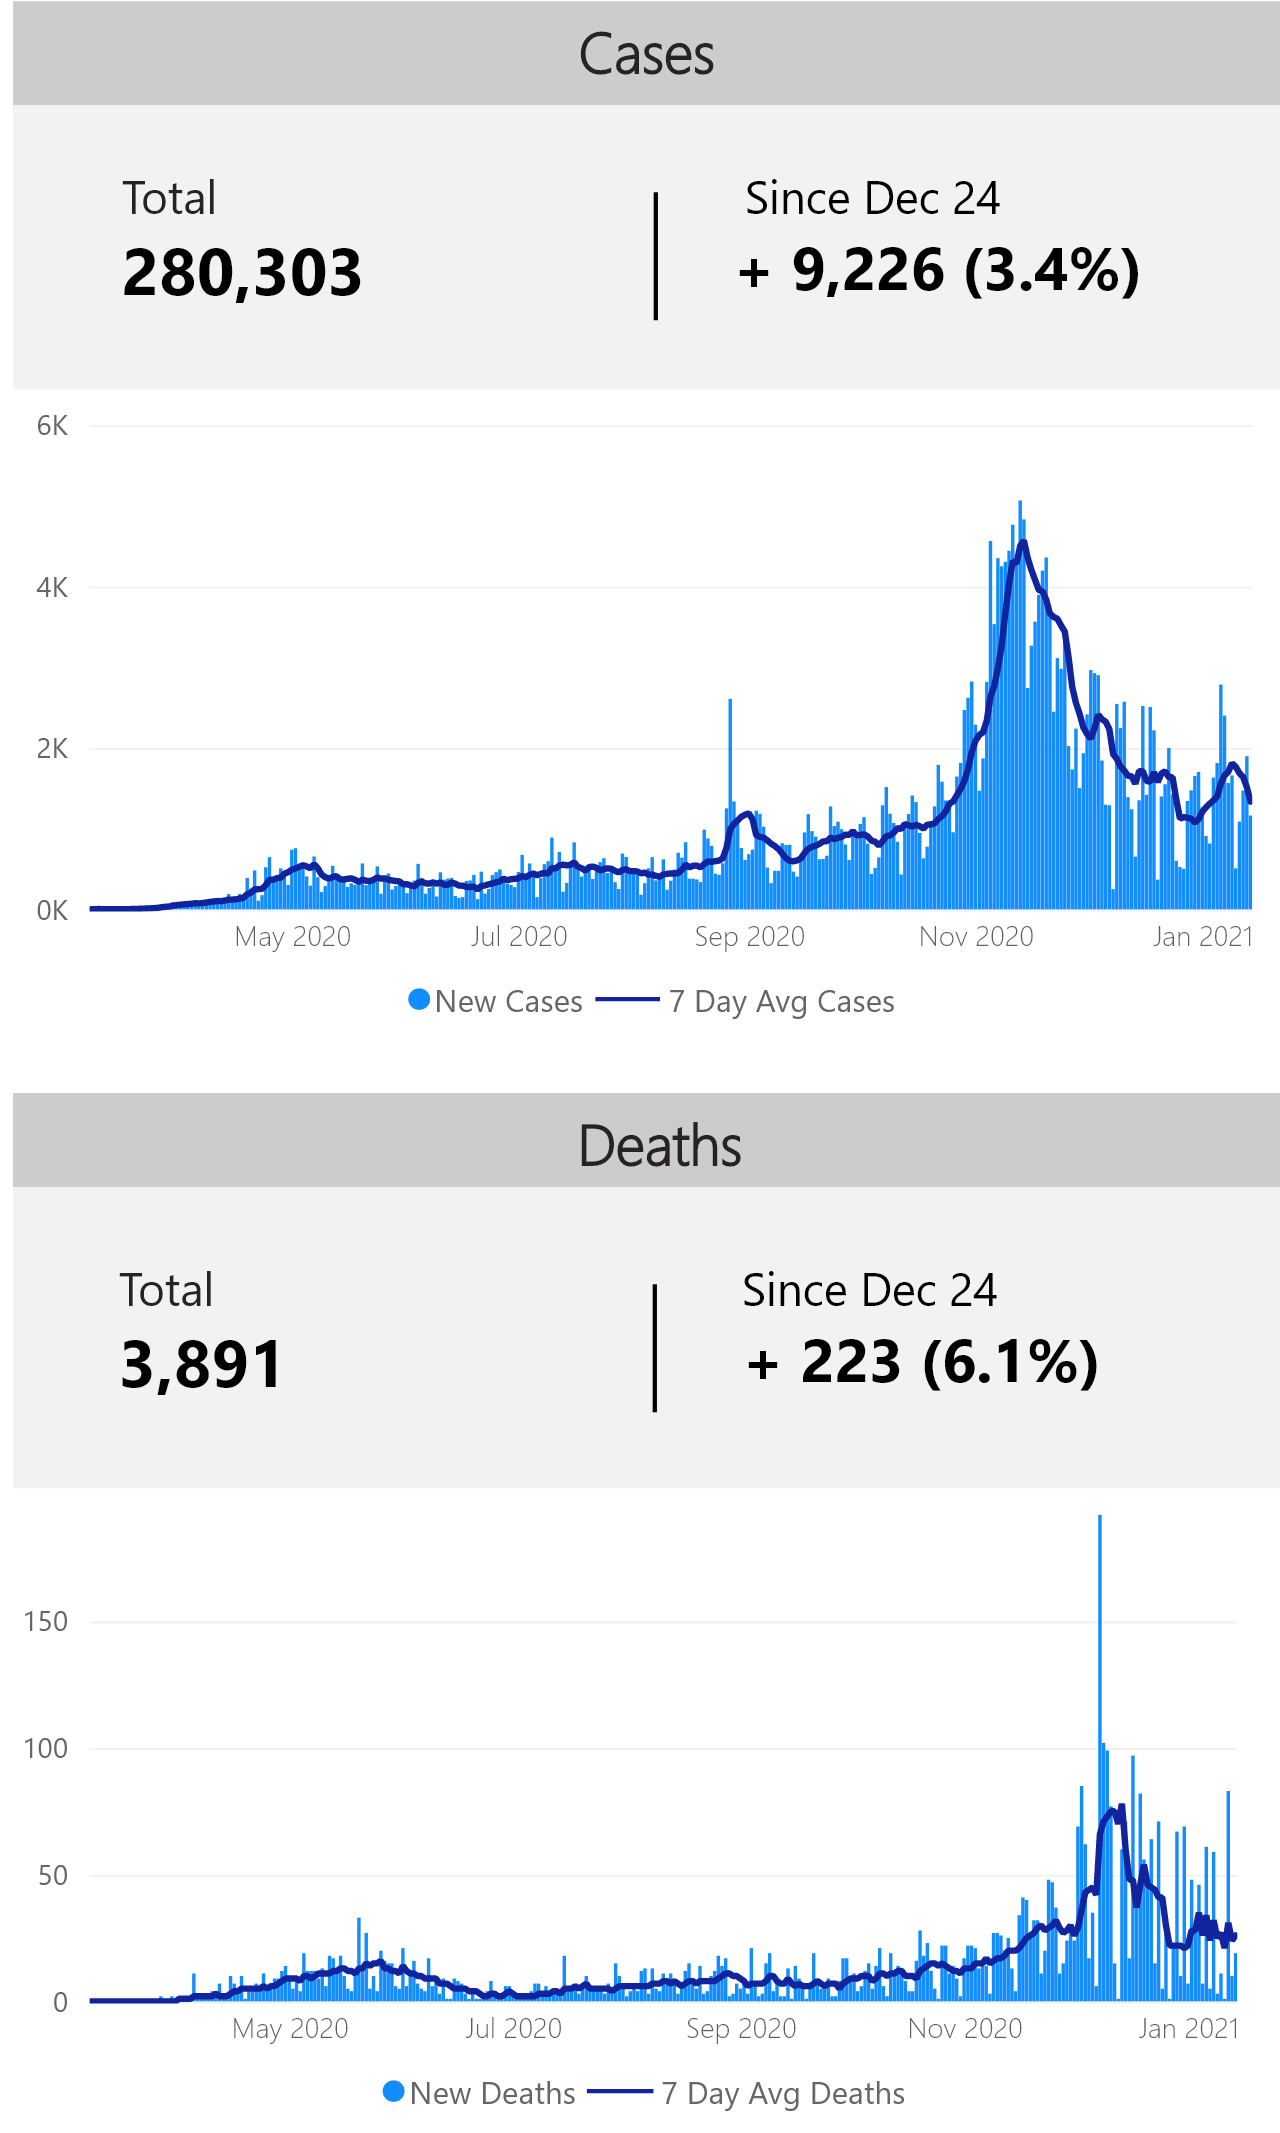 Cases
Total
280,303
Since Dec 24
+ 9,226 (3.4%)
6K
4K
2K
0K
May 2020 Jul 2020 Sep 2020 Nov 2020 Jan 2021
New Cases 7 Day Avg Cases
Deaths
Total
3,891
Since Dec 24
+ 223 (6.1%)
150
100
50
0
May 2020 Jul 2020 Sep 2020 Nov 2020 Jan 2021
New Deaths 7 Day Avg Deaths